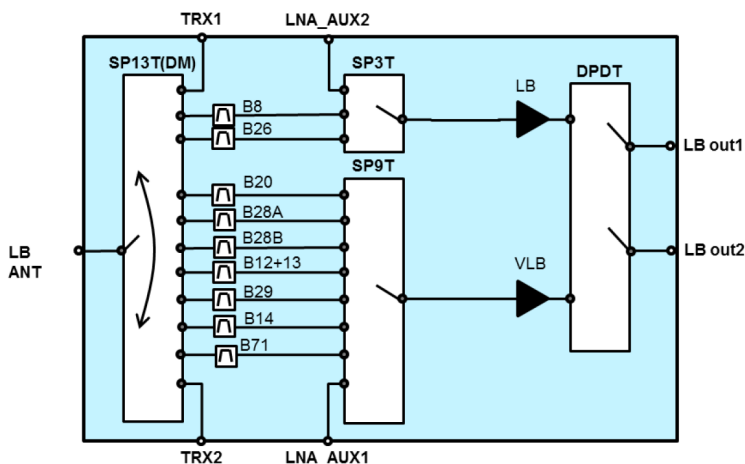 TRX1
LNA_AUX2
SP13T(DM)
SP3T
LB
DPDT
B8
B26
LB out1
SP9T
B20
B28A
B28B
LB
ANT
LB out2
B12+13
VLB
B29
B14
B71
TRX2
LNA_AUX1